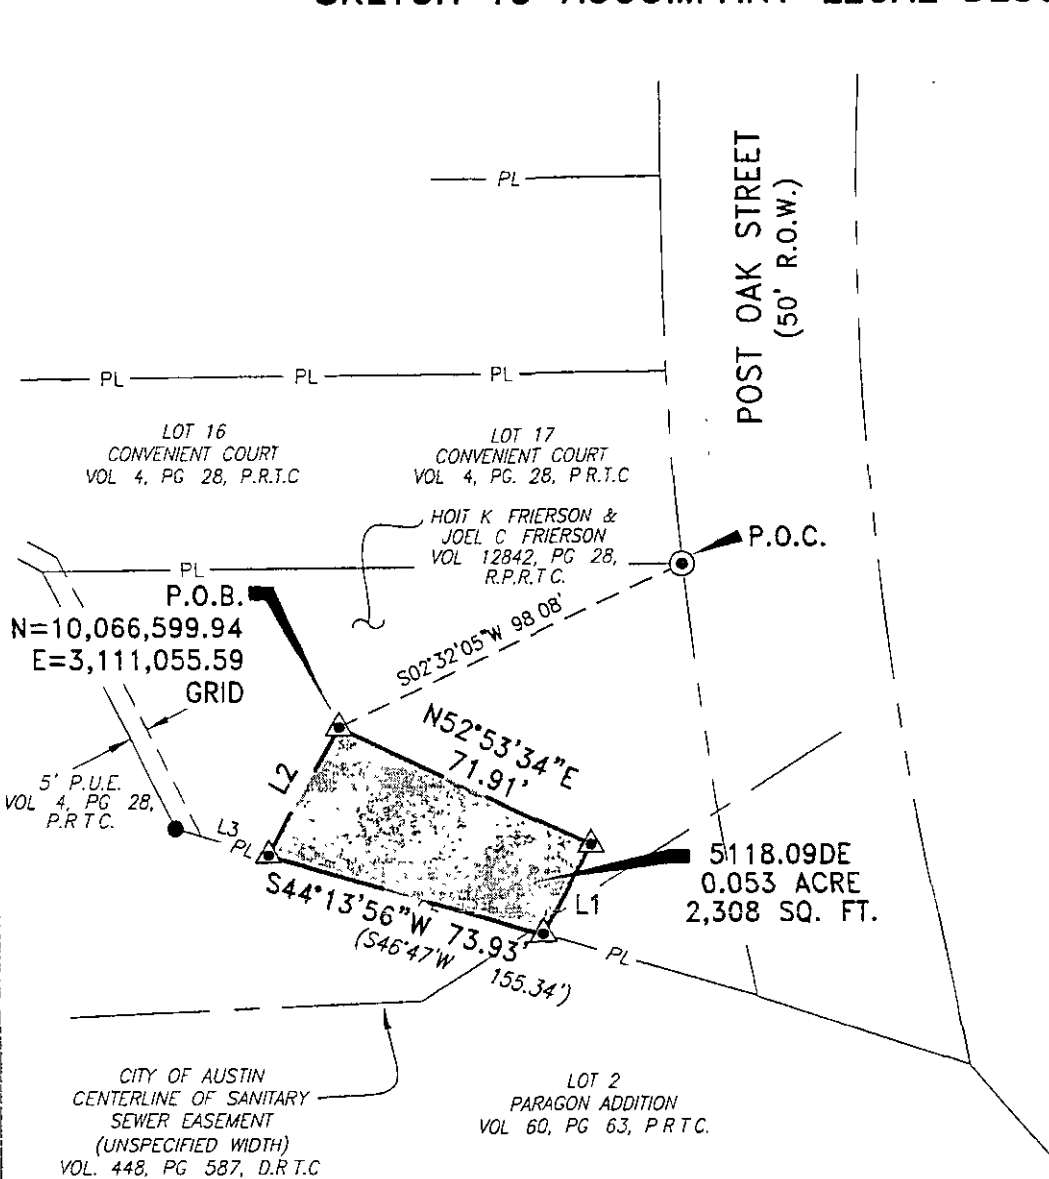 PL
POST OAK STREET
(50' R.O.W.)
PL
PL
PL
LOT 16
CONVENIENT COURT
VOL 4, PG 28, P.R.T.C
LOT 17
CONVENIENT COURT
VOL 4, PG. 28, P R.T.C
HOIT K FRIERSON &
JOEL C FRIERSON
VOL 12842, PG 28,
R.P.R.T C.
P.O.C.
PL
P.O.B.
N=10,066,599.94
E=3,111,055.59
GRID
S02°32'05"W 98 08'
N52°53'34"E
71.91'
L2
5' P.U.E.
VOL 4, PG 28,
P.R T C.
L3
PL
5118.09DE
0.053 ACRE
2,308 SQ. FT.
L1
S44°13'56"W 73.93'
(S46°47'W 155.34')
PL
CITY OF AUSTIN
CENTERLINE OF SANITARY
SEWER EASEMENT
(UNSPECIFIED WIDTH)
VOL. 448, PG 587, D.R T.C
LOT 2
PARAGON ADDITION
VOL 60, PG 63, P R T C.